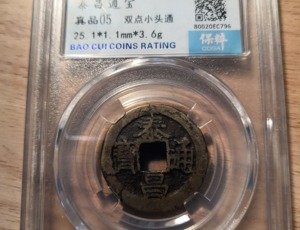 泰昌通宝
真品05 双点小头通
25.1*1.1mm*3.6g
BAO CUI COINS RATING
保粹
泰昌通寶